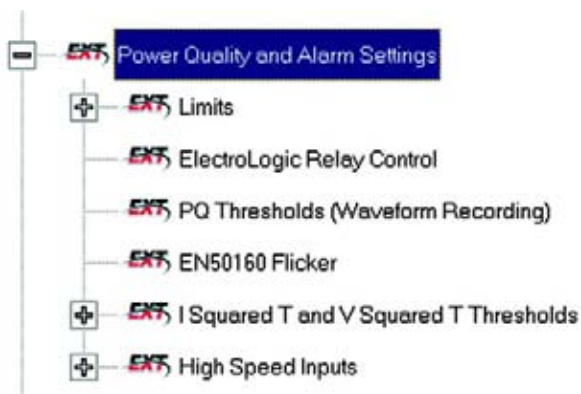 EXT Power Quality and Alarm Settings
EXT Limits
EXT ElectroLogic Relay Control
EXT PQ Thresholds (Waveform Recording)
EXT EN50160 Flicker
EXT I Squared T and V Squared T Thresholds
EXT High Speed Inputs